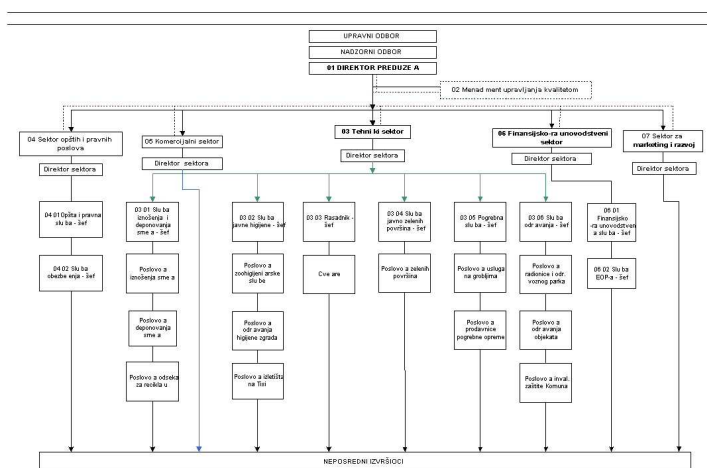 UPRAVNI ODBOR
NADZORNI ODBOR
01 DIREKTOR PREDUZE A
02 Menad ment upravljanja kvalitetom
04 Sektor opštih i pravnih
poslova
Direktor sektora
05 Komercijalni sektor
Direktor sektora
03 Tehni ki sektor
Direktor sektora
06 Finansijsko-ra unovodstveni
sektor
Direktor sektora
07 Sektor za
marketing i razvoj
Direktor sektora
04 01 Opšta i pravna
slu ba - šef
04 02 Slu ba
obezbe enja - šef
03 01 Slu ba
iznošenja i
deponovanja
sme a - šef
Poslovo a
iznošenja sme a
Poslovo a
deponovanja
sme a
Poslovo a odseka
za recikla u
03 02 Slu ba
javne higijene - šef
Poslovo a
zoohigijeni arske
slu be
Poslovo a
odr avanja
higijene zgrada
Poslovo a izletišta
na Tisi
03 03 Rasadnik -
šef
Cve are
03 04 Slu ba
javno zelenih
površina - šef
Poslovo a zelenih
površina
03 05 Pogrebna
slu ba - šef
Poslovo a usluga
na grobljima
Poslovo a
prodavnice
pogrebne opreme
03 06 Slu ba
odr avanja - šef
Poslovo a
radionice i odr.
voznog parka
Poslovo a
odr avanja
objekata
Poslovo a inval.
zaštite Komuna
06 01
Finansijsko
-ra unovodstven
a slu ba - šef
06 02 Slu ba
EOP-a - šef
NEPOSREDNI IZVRŠIOCI